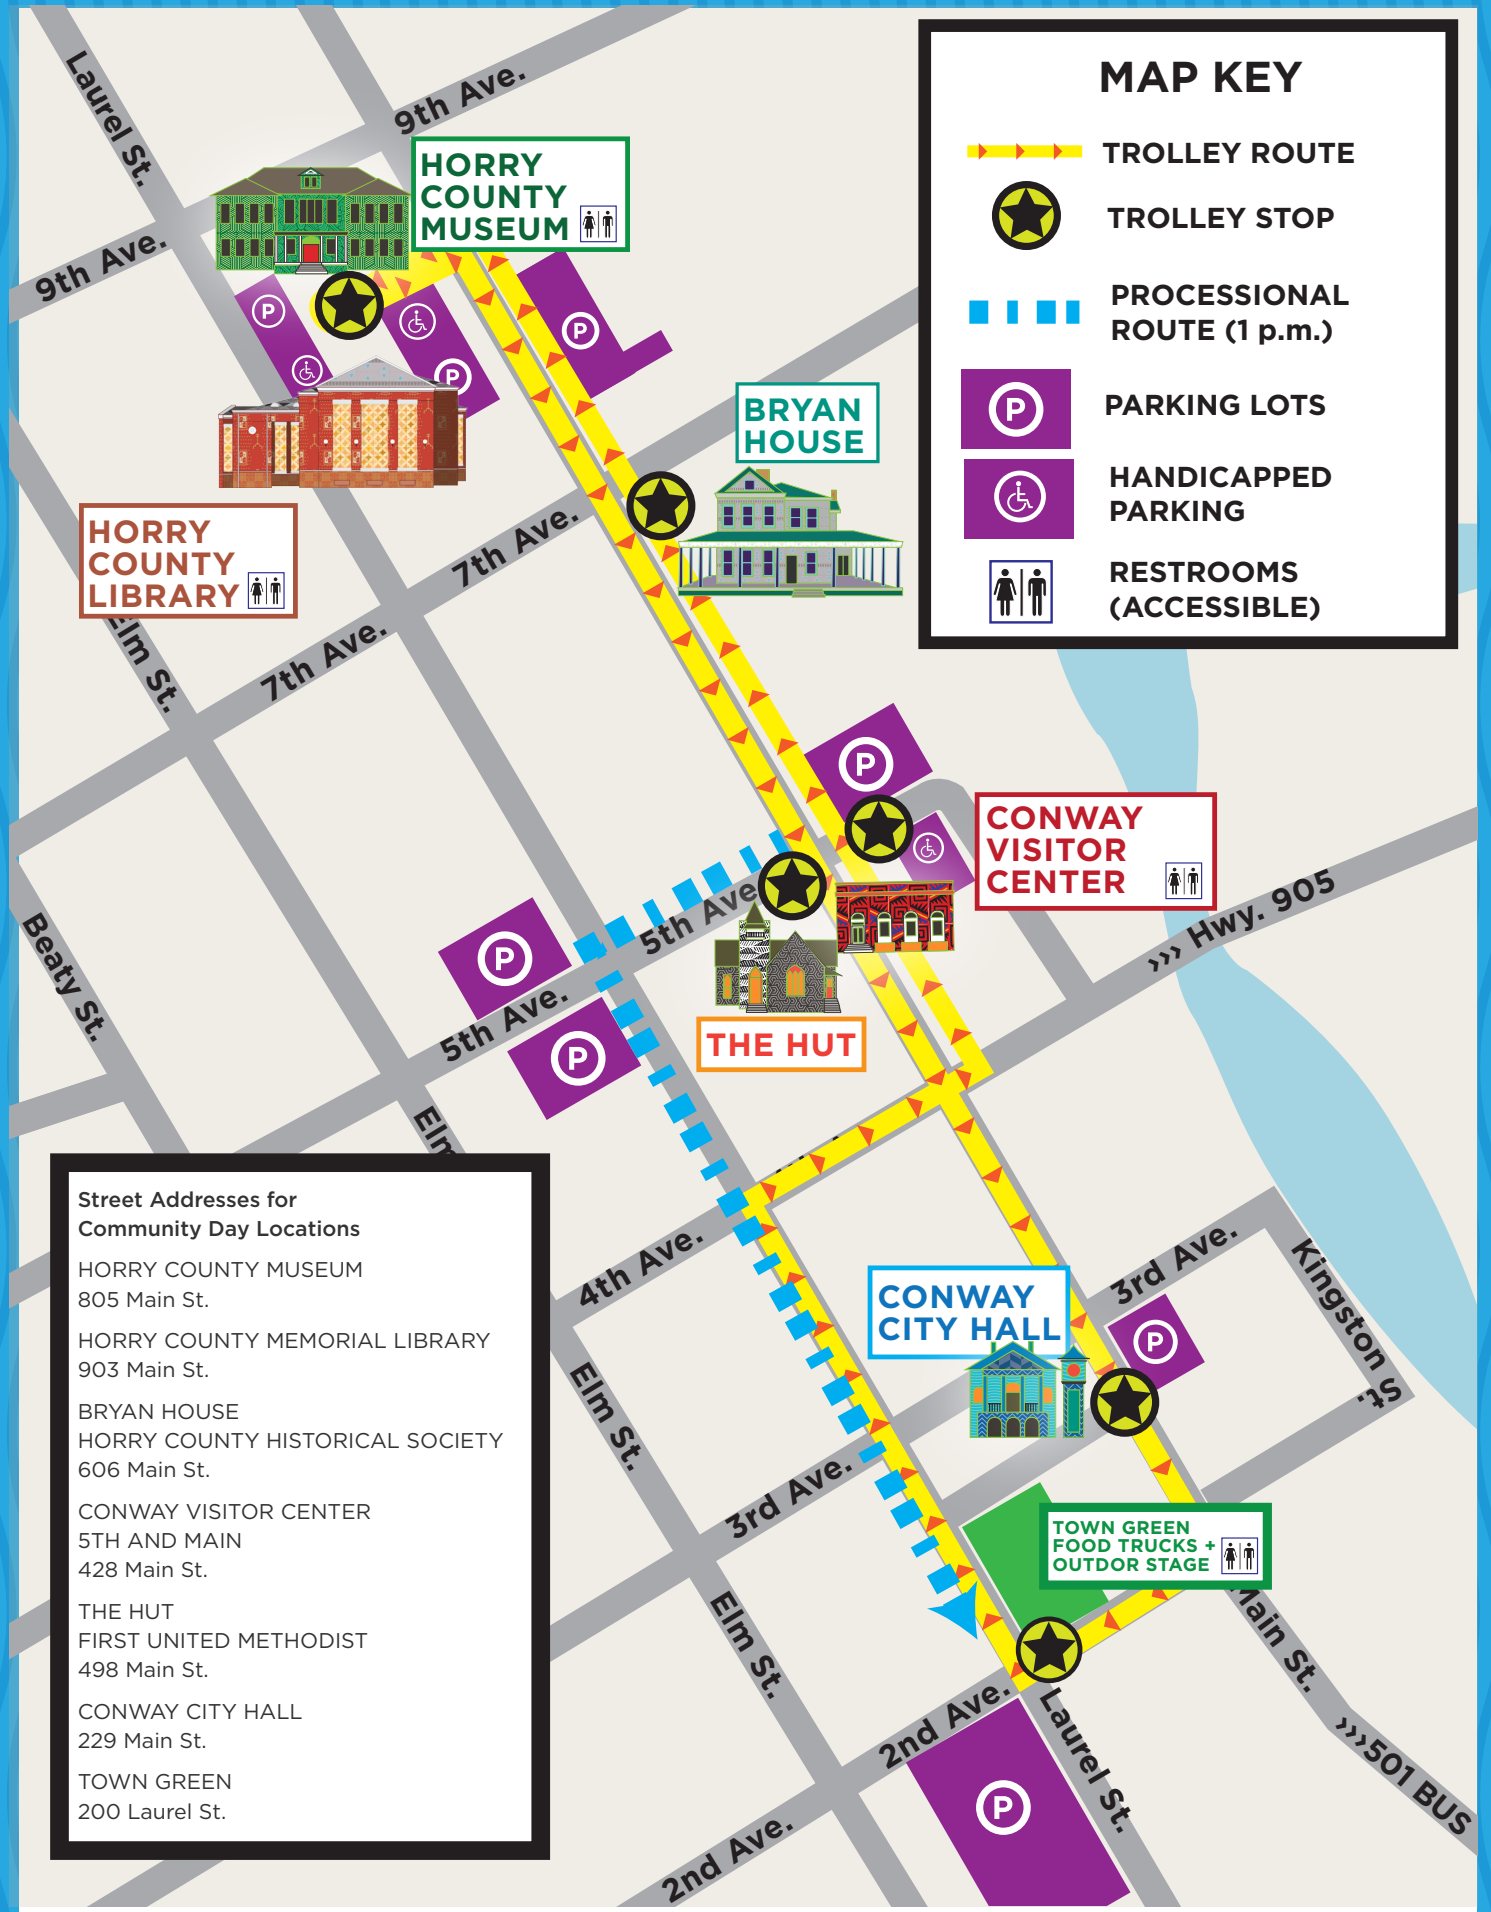 Laurel St.
9th Ave.
9th Ave.
HORRY
COUNTY
MUSEUM
P
P
P
HORRY
COUNTY
LIBRARY
BRYAN
HOUSE
7th Ave.
7th Ave.
Elm St.
MAP KEY
TROLLEY ROUTE
TROLLEY STOP
PROCESSIONAL
ROUTE (1 p.m.)
P
PARKING LOTS
HANDICAPPED
PARKING
RESTROOMS
(ACCESSIBLE)
P
CONWAY
VISITOR
CENTER
››› Hwy. 905
5th Ave
5th Ave.
P
P
Beaty St.
THE HUT
Elm
4th Ave.
CONWAY
CITY HALL
3rd Ave.
Kingston St.
P
Elm St.
3rd Ave.
TOWN GREEN
FOOD TRUCKS +
OUTDOR STAGE
Elm St.
Main St.
›››501 BUS
2nd Ave.
Laurel St.
P
2nd Ave.
Street Addresses for
Community Day Locations
HORRY COUNTY MUSEUM
805 Main St.
HORRY COUNTY MEMORIAL LIBRARY
903 Main St.
BRYAN HOUSE
HORRY COUNTY HISTORICAL SOCIETY
606 Main St.
CONWAY VISITOR CENTER
5TH AND MAIN
428 Main St.
THE HUT
FIRST UNITED METHODIST
498 Main St.
CONWAY CITY HALL
229 Main St.
TOWN GREEN
200 Laurel St.